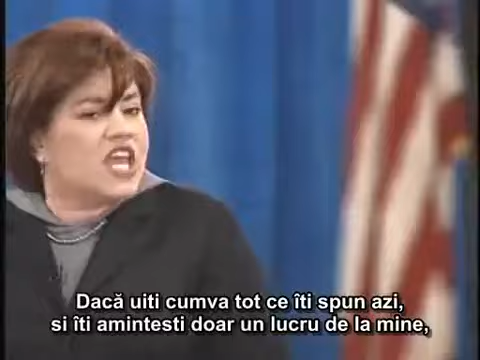 Dacă uiti cumva tot ce îti spun azi,
si îti amintesti doar un lucru de la mine,